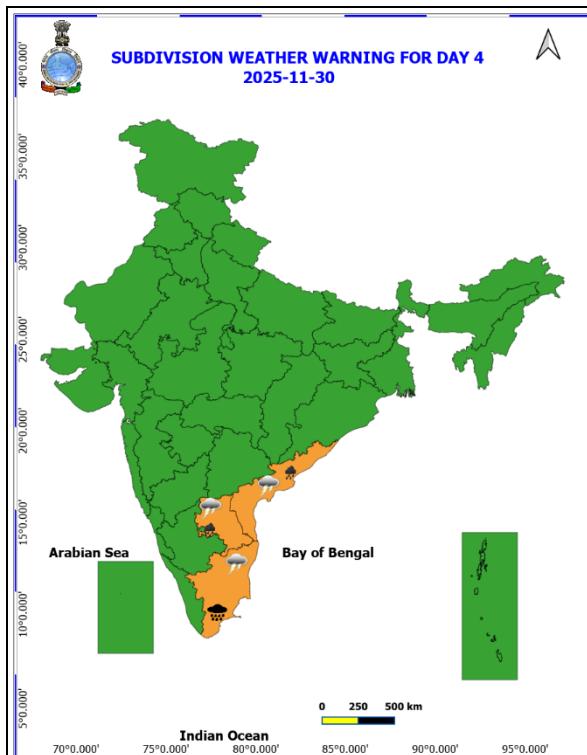 SUBDIVISION WEATHER WARNING FOR DAY 4
2025-11-30
40°0.000'
35°0.000'
30°0.000'
25°0.000'
20°0.000'
15°0.000'
10°0.000'
5°0.000'
Arabian Sea
Bay of Bengal
0 250 500 km
Indian Ocean
70°0.000' 75°0.000' 80°0.000' 85°0.000' 90°0.000' 95°0.000'